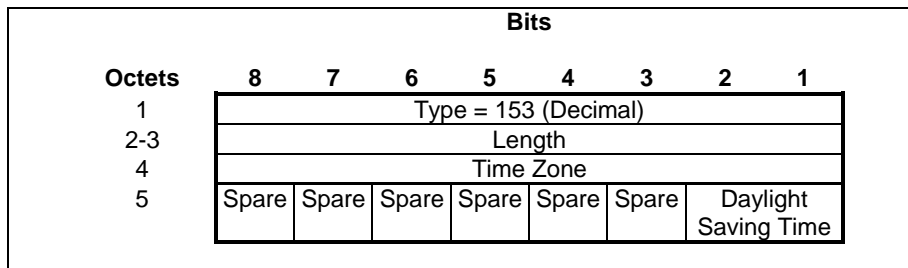 Bits
Octets 8 7 6 5 4 3 2 1
1 Type = 153 (Decimal)
2-3 Length
4 Time Zone
5 Spare Spare Spare Spare Spare Spare Daylight
Saving Time